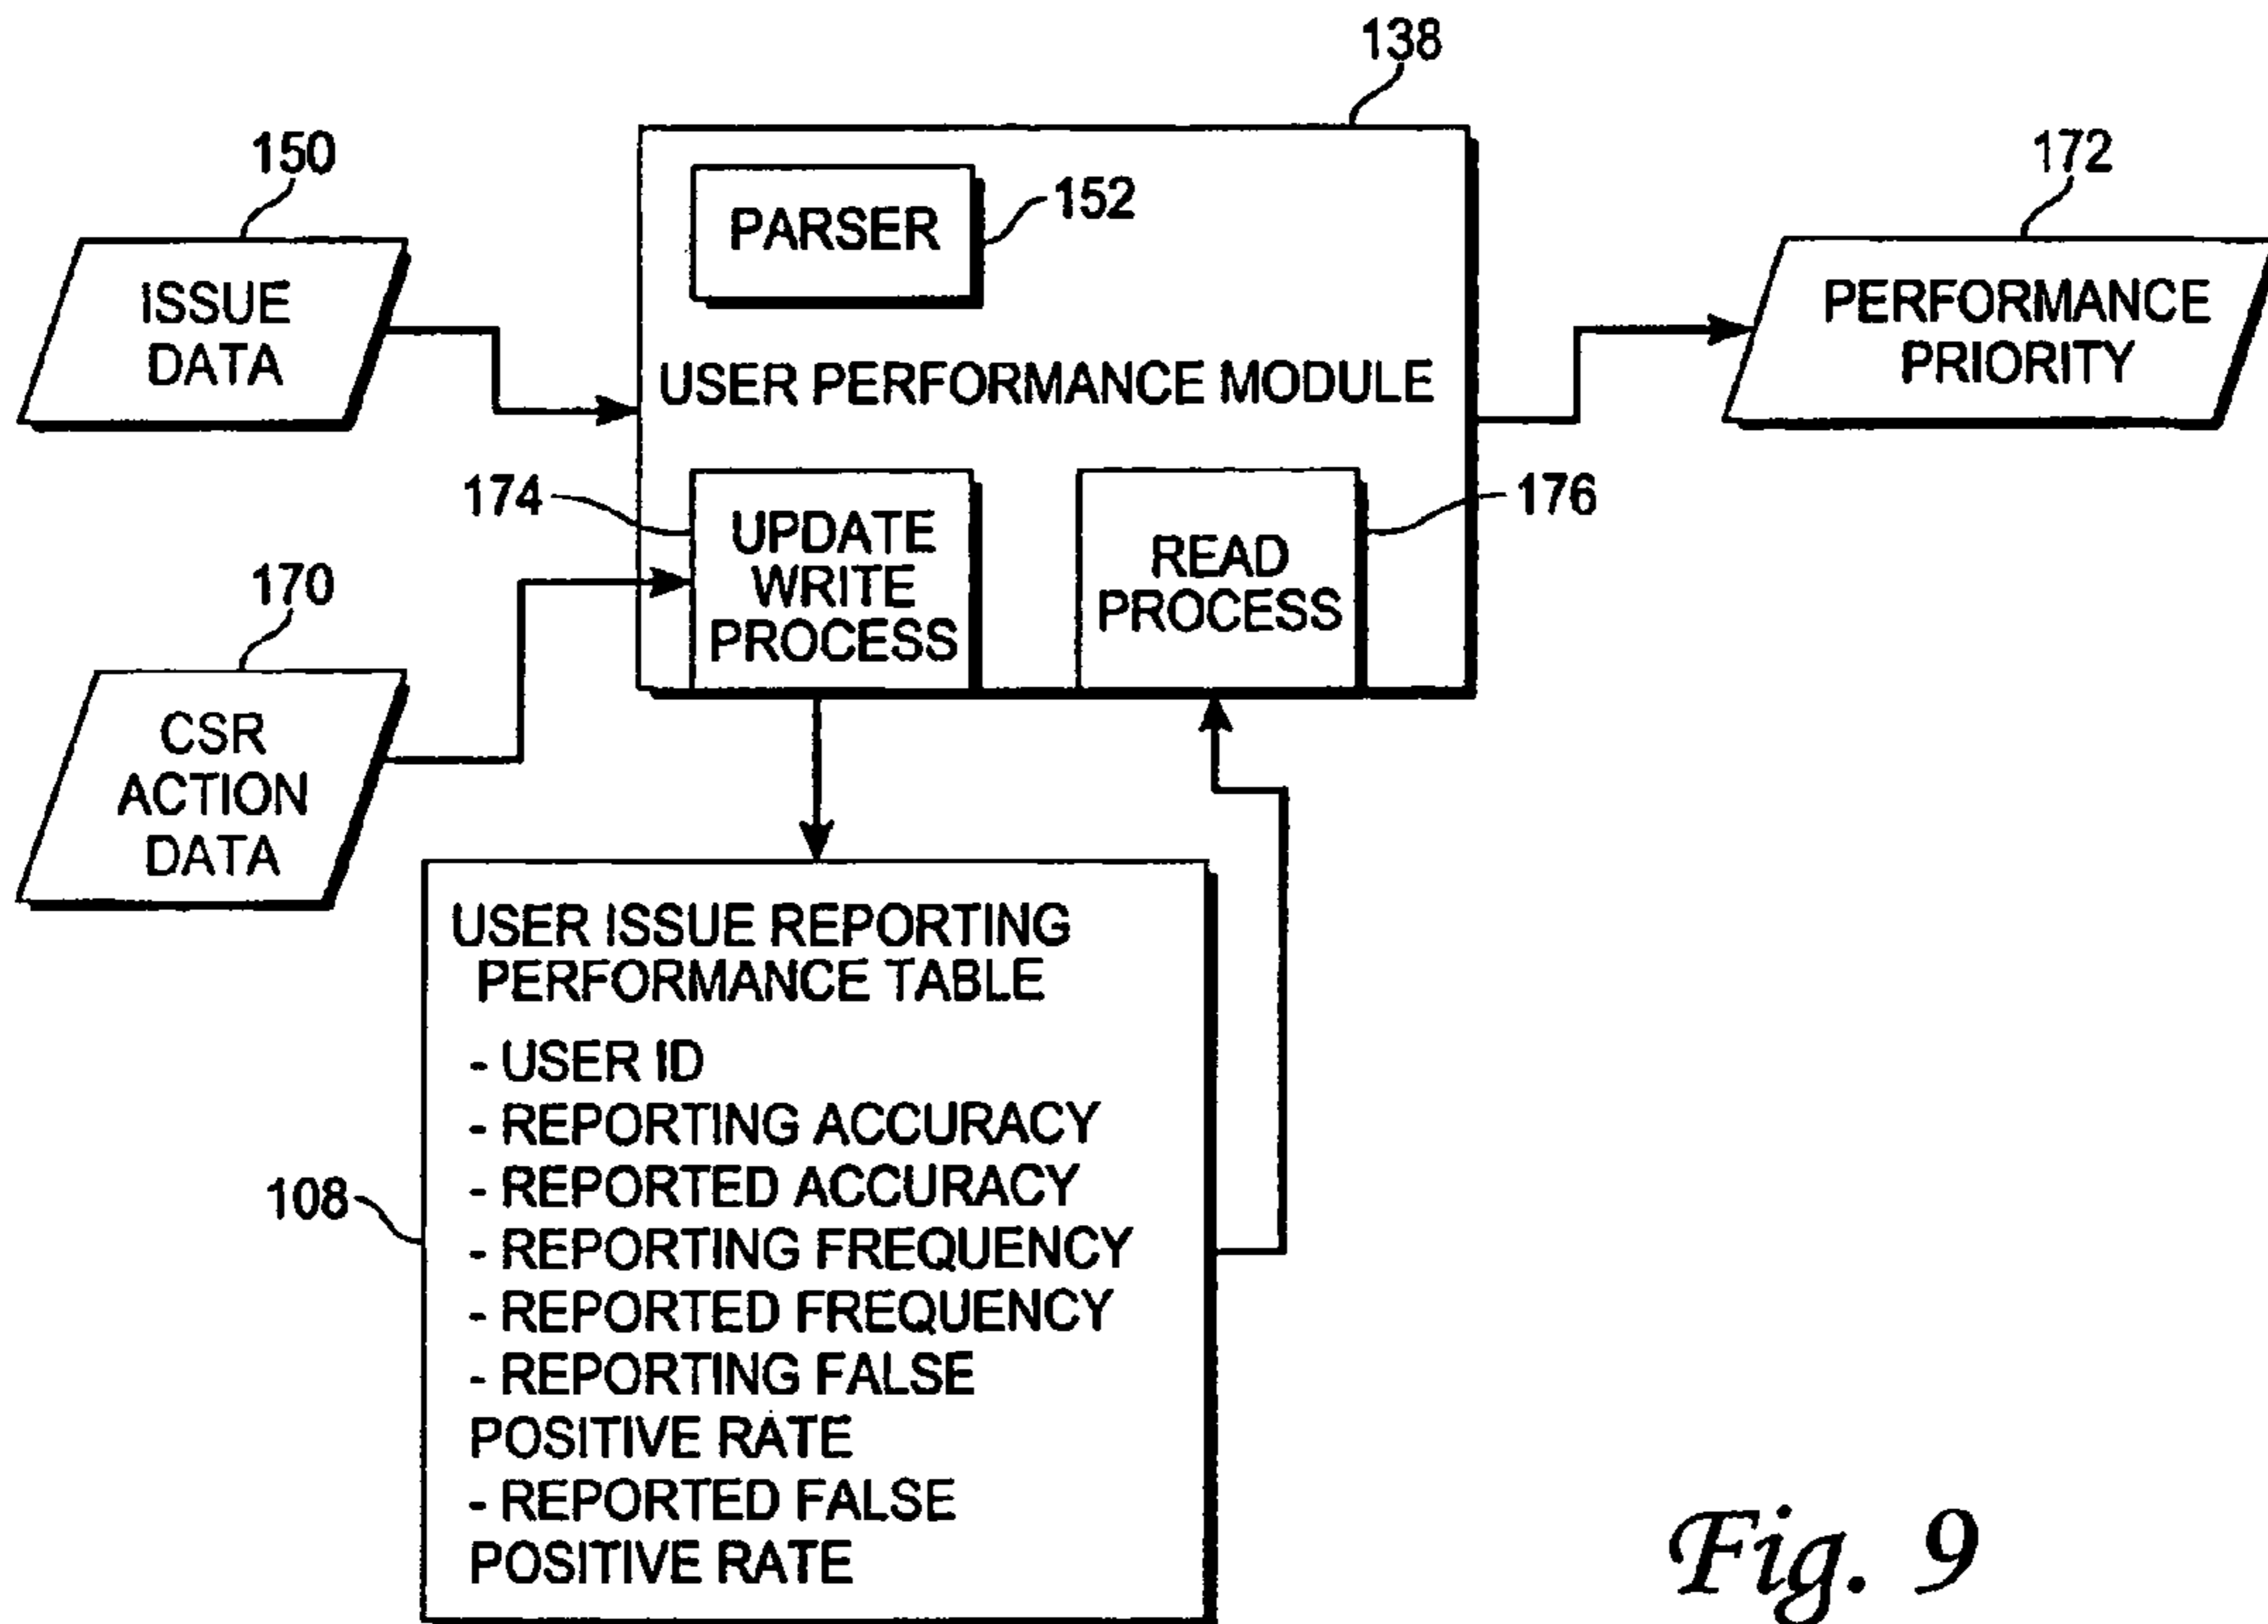 138
150
172
PARSER
152
ISSUE
DATA
USER PERFORMANCE MODULE
PERFORMANCE
PRIORITY
174
UPDATE
WRITE
PROCESS
READ
PROCESS
176
170
CSR
ACTION
DATA
USER ISSUE REPORTING
PERFORMANCE TABLE
- USER ID
- REPORTING ACCURACY
- REPORTED ACCURACY
108
- REPORTING FREQUENCY
- REPORTED FREQUENCY
- REPORTING FALSE
POSITIVE RATE
- REPORTED FALSE
POSITIVE RATE
Fig. 9